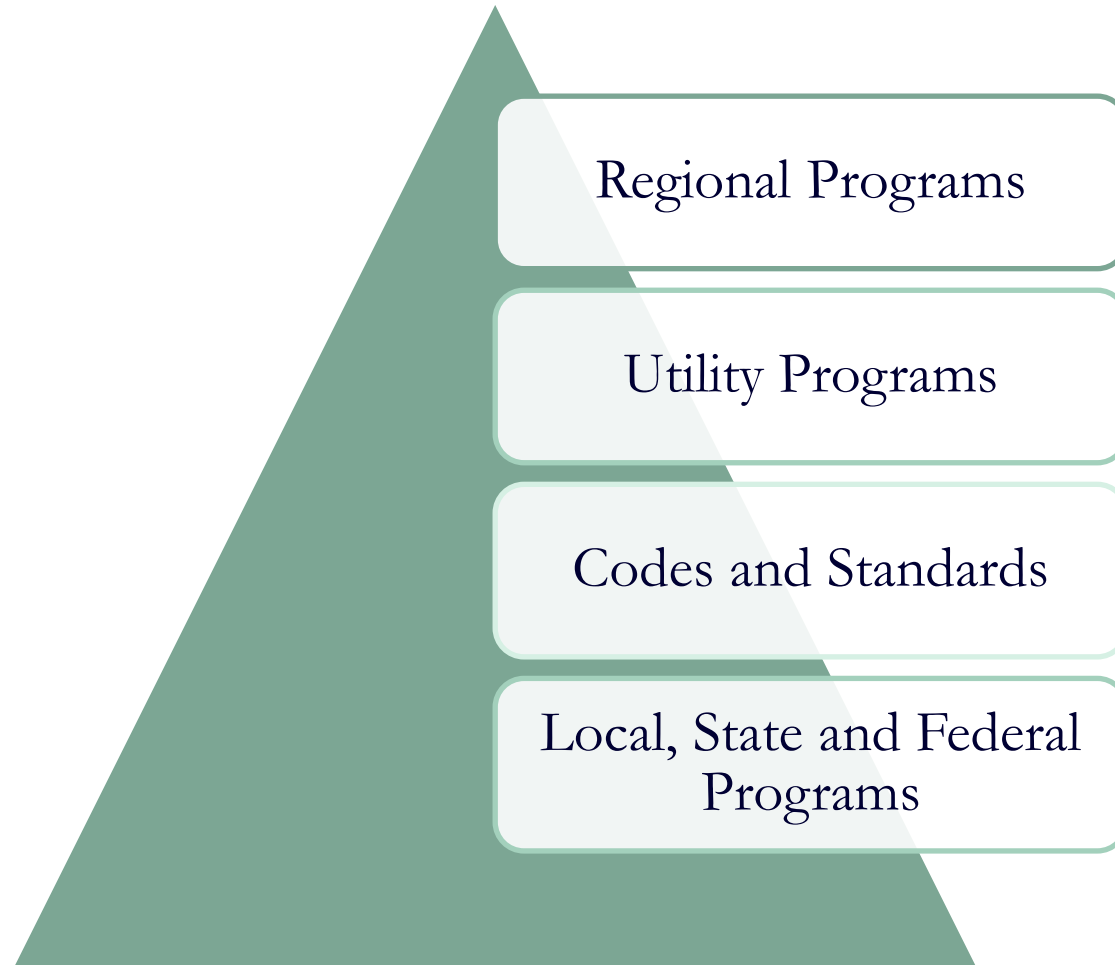 Regional Programs
Utility Programs
Codes and Standards
Local, State and Federal
Programs